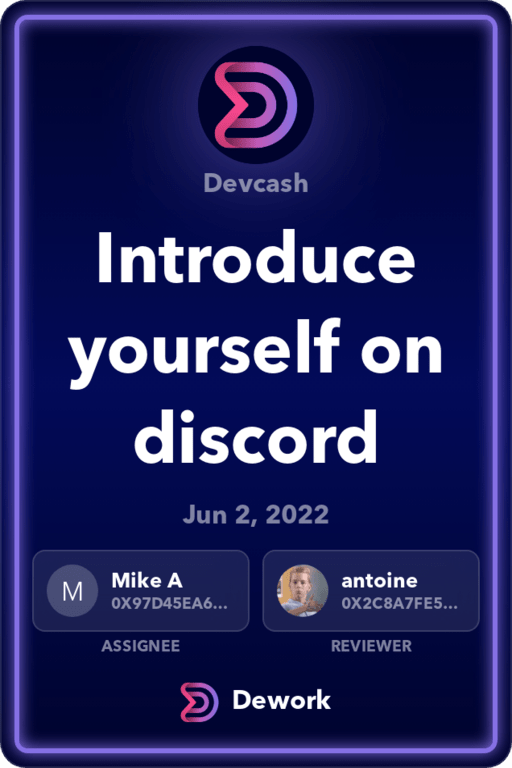 Devcash
Introduce
yourself on
discord
Jun 2, 2022
M
Mike A
0X97D45EA6...
antoine
0X2C8A7FE5...
ASSIGNEE
REVIEWER
Dework